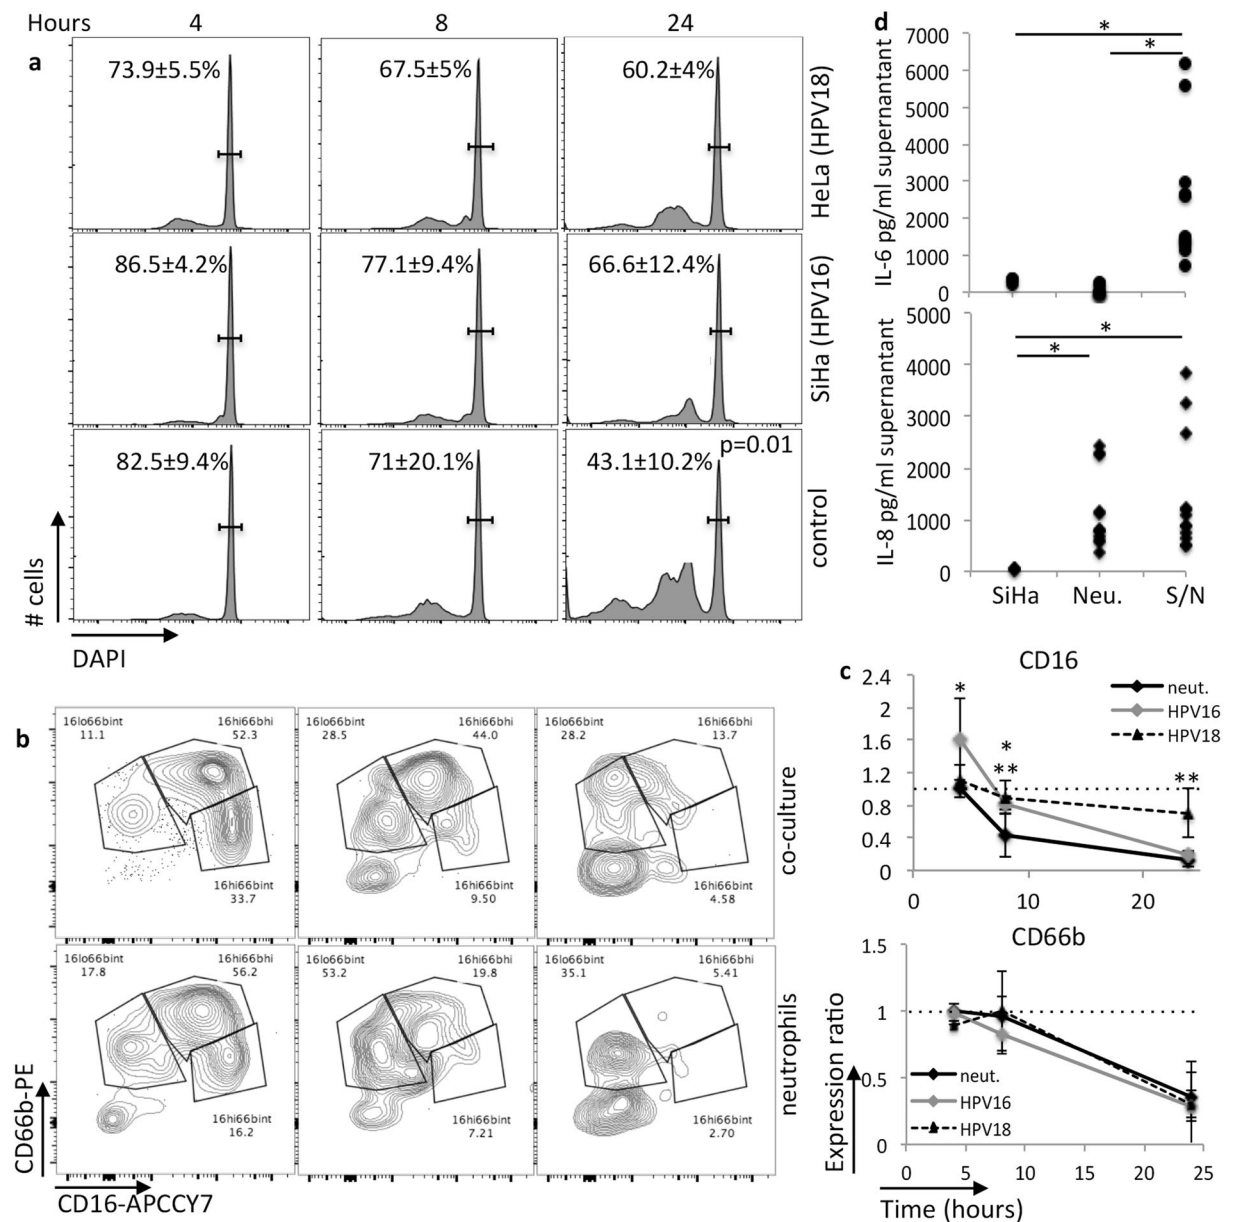 Hours 4 8 24
a
73.9±5.5% 67.5±5% 60.2±4%
HeLa (HPV18)
86.5±4.2% 77.1±9.4% 66.6±12.4%
SiHa (HPV16)
82.5±9.4% 71±20.1% 43.1±10.2% p=0.01
control
# cells
DAPI
b
16lo66bint 16hi66bhi
11.1 52.3
16hi66bint
33.7
16lo66bint 16hi66bhi
28.5 44.0
16hi66bint
9.50
16lo66bint 16hi66bhi
28.2 13.7
16hi66bint
4.58
co-culture
16lo66bint 16hi66bhi
17.8 56.2
16hi66bint
16.2
16lo66bint 16hi66bhi
53.2 19.8
16hi66bint
7.21
16lo66bint 16hi66bhi
35.1 5.41
16hi66bint
2.70
neutrophils
CD66b-PE
CD16-APCCY7
d
IL-6 pg/ml supernantant
7000
6000
5000
4000
3000
2000
1000
0
*
*
IL-8 pg/ml supernantant
5000
4000
3000
2000
1000
0
*
*
SiHa Neu. S/N
c
CD16
2.4
2
1.6
1.2
0.8
0.4
0
0 10 20
*
*
**
**
neut.
HPV16
HPV18
CD66b
1.5
1
0.5
0
0 5 10 15 20 25
neut.
HPV16
HPV18
Expression ratio
Time (hours)